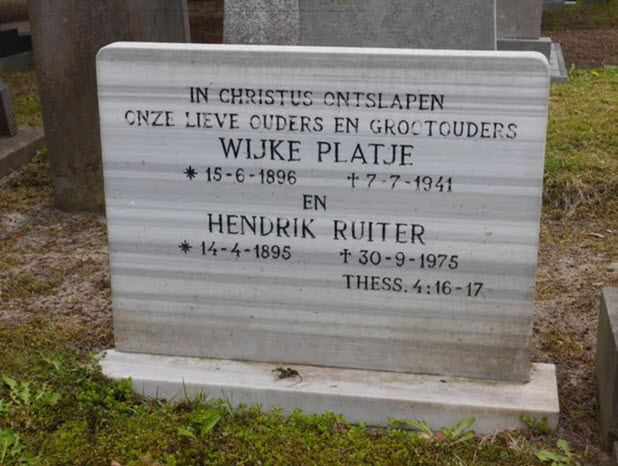 IN CHRISTUS ONTSLAPEN
ONZE LIEVE OUDERS EN GROOTOUDERS
WIJKE PLATJE
* 15-6-1896 † 7-7-1941
EN
HENDRIK RUITER
* 14-4-1895 † 30-9-1975
THESS. 4:16-17